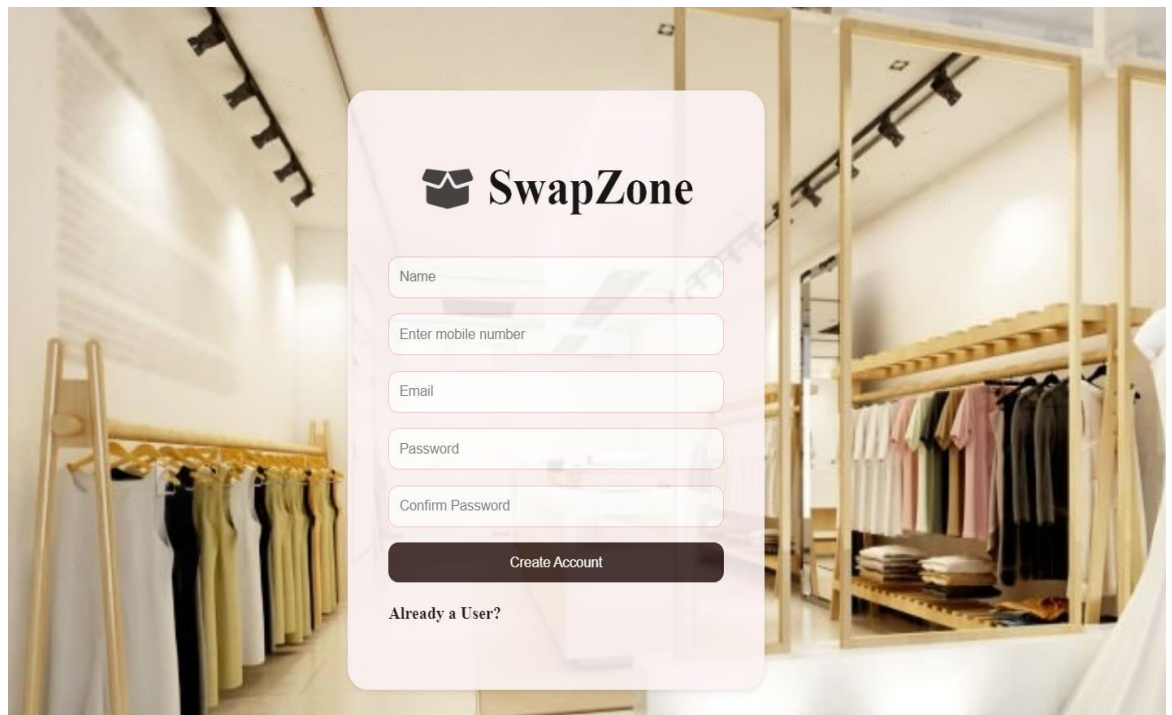 SwapZone
Name
Enter mobile number
Email
Password
Confirm Password
Create Account
Already a User?